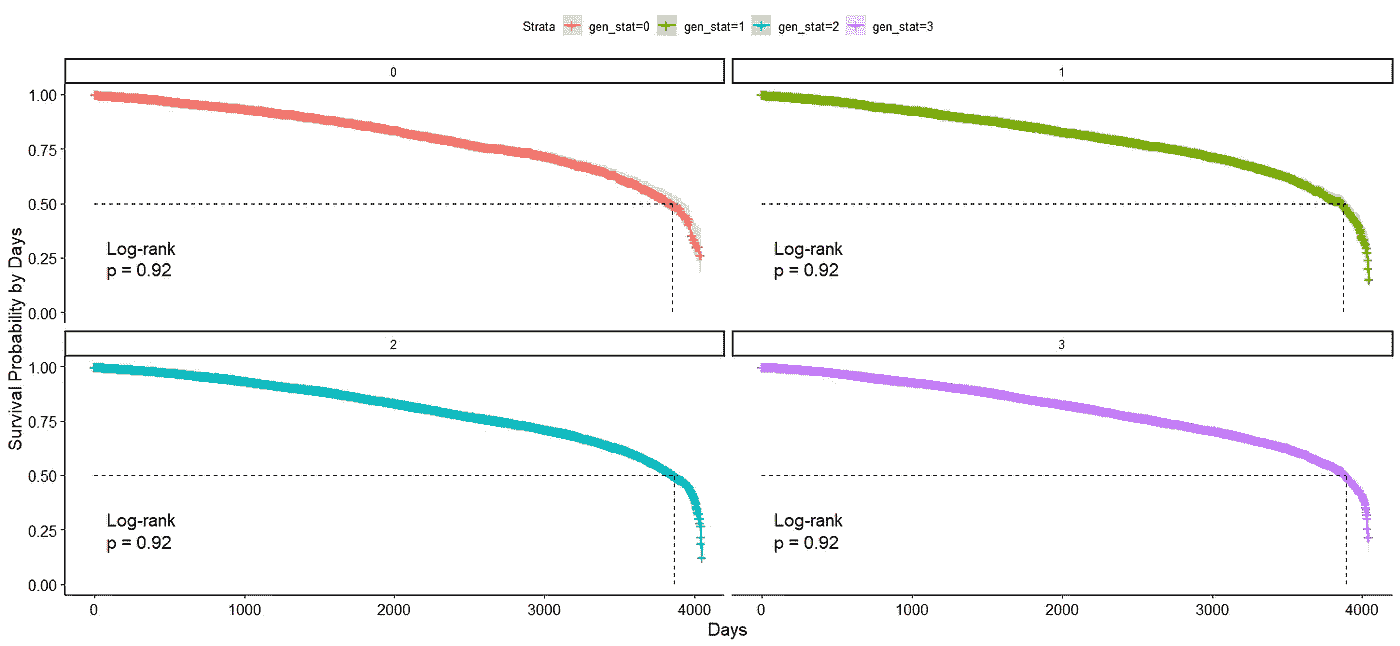 Strata gen_stat=0 gen_stat=1 gen_stat=2 gen_stat=3
0
1
1.00
0.75
0.50
0.25
0.00
Log-rank
p = 0.92
Log-rank
p = 0.92
2
3
1.00
0.75
0.50
0.25
0.00
Log-rank
p = 0.92
Log-rank
p = 0.92
0 1000 2000 3000 4000
0 1000 2000 3000 4000
Days
Survival Probability by Days